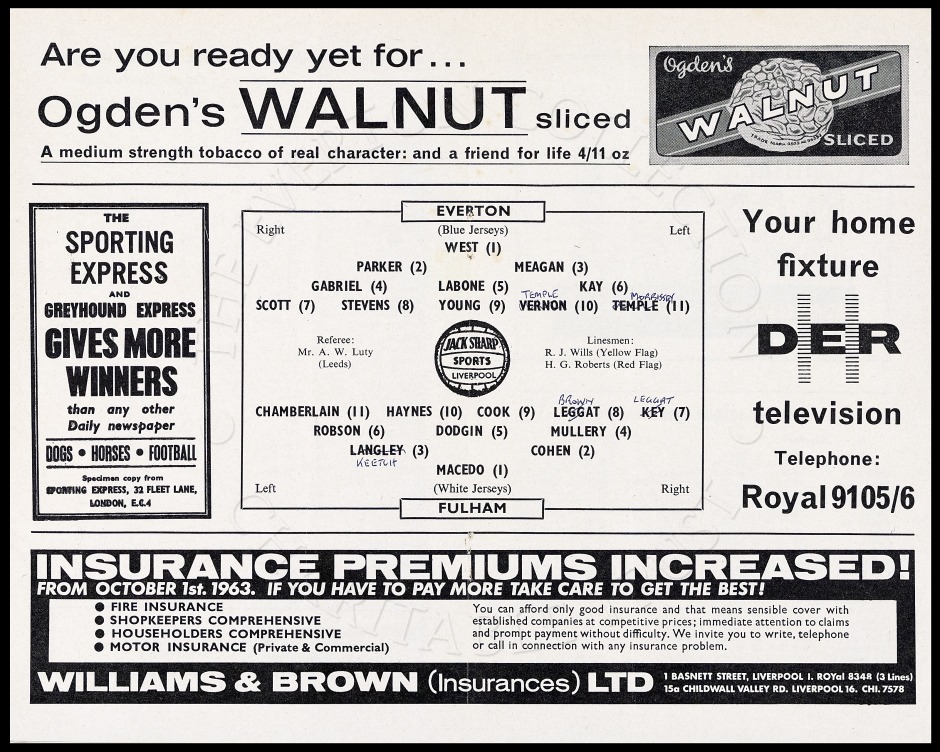 Are you ready yet for...
Ogden's WALNUT sliced
A medium strength tobacco of real character: and a friend for life 4/11 oz
Ogden's
WALNUT
SLICED
THE
SPORTING
EXPRESS
AND
GREYHOUND EXPRESS
GIVES MORE
WINNERS
than any other
Daily newspaper
DOGS • HORSES • FOOTBALL
Specimen copy from
SPORTING EXPRESS, 32 FLEET LANE,
LONDON, E.C.4
EVERTON
(Blue Jerseys)
Right
Left
WEST (1)
PARKER (2) MEAGAN (3)
GABRIEL (4) LABONE (5) KAY (6)
TEMPLE MORRISSEY
SCOTT (7) STEVENS (8) YOUNG (9) VERNON (10) TEMPLE (11)
Referee:
Mr. A. W. Luty
(Leeds)
JACK SHARP
SPORTS
LIVERPOOL
Linesmen:
R. J. Wills (Yellow Flag)
H. G. Roberts (Red Flag)
BROWN LEGGAT
CHAMBERLAIN (11) HAYNES (10) COOK (9) LEGGAT (8) KEY (7)
ROBSON (6) DODGIN (5) MULLERY (4)
LANGLEY (3) COHEN (2)
KEETCH
MACEDO (1)
(White Jerseys)
Left
Right
FULHAM
Your home
fixture
DER
television
Telephone:
Royal 9105/6
INSURANCE PREMIUMS INCREASED!
FROM OCTOBER 1st. 1963. IF YOU HAVE TO PAY MORE TAKE CARE TO GET THE BEST!
● FIRE INSURANCE
● SHOPKEEPERS COMPREHENSIVE
● HOUSEHOLDERS COMPREHENSIVE
● MOTOR INSURANCE (Private & Commercial)
You can afford only good insurance and that means sensible cover with
established companies at competitive prices; immediate attention to claims
and prompt payment without difficulty. We invite you to write, telephone
or call in connection with any insurance problem.
WILLIAMS & BROWN (Insurances) LTD
1 BASNETT STREET, LIVERPOOL 1. ROYal 8348 (3 Lines)
15a CHILDWALL VALLEY RD. LIVERPOOL 16. CHI. 7578